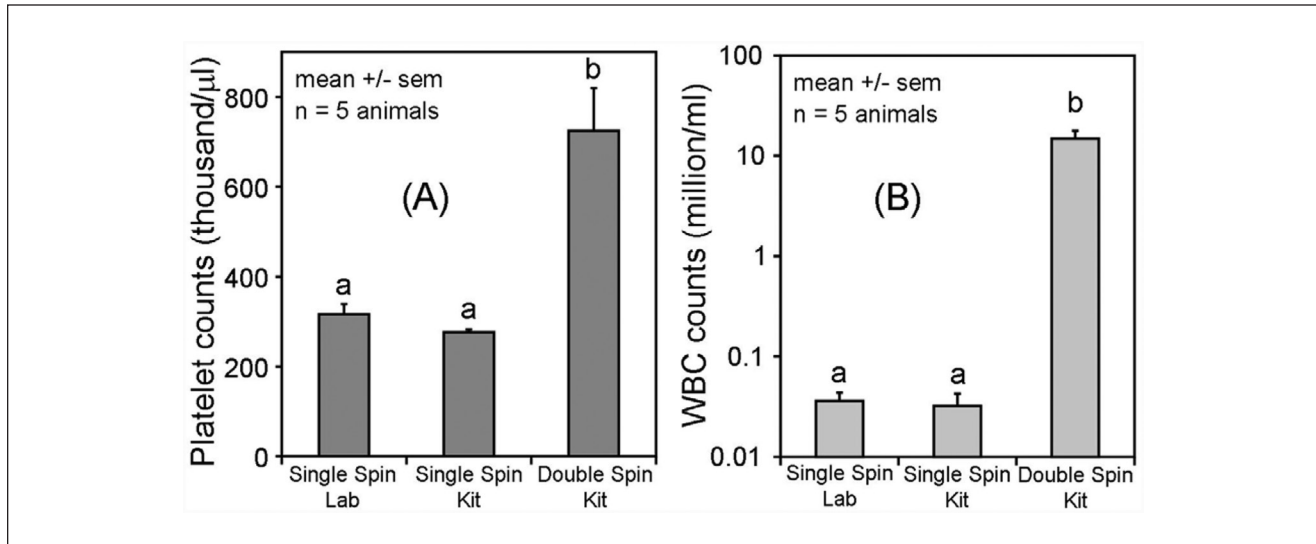 Platelet counts (thousand/μl)
800
600
400
200
0
mean +/- sem
n = 5 animals
(A)
a
a
b
Single Spin
Lab
Single Spin
Kit
Double Spin
Kit
WBC counts (million/ml)
100
10
1
0.1
0.01
mean +/- sem
n = 5 animals
(B)
a
a
b
Single Spin
Lab
Single Spin
Kit
Double Spin
Kit